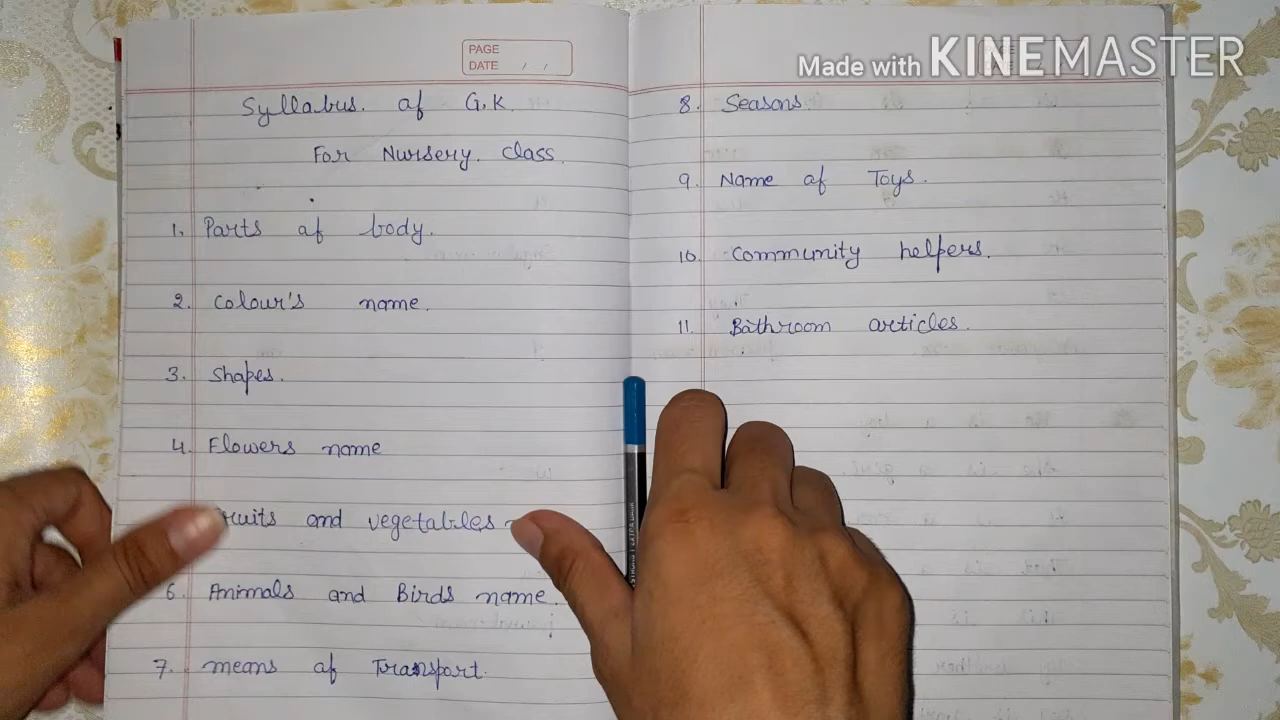 PAGE
DATE / /
Made with KINEMASTER
Syllabus. of G.K.
For Nursery. Class.
1. Parts of body.
2. Colour's name.
3. Shapes.
4. Flowers name
ruits and vegetables
6. Animals and Birds name.
7. means of Transport.
8. Seasons.
9. Name of Toys.
10. Community helpers.
11. Bathroom articles.